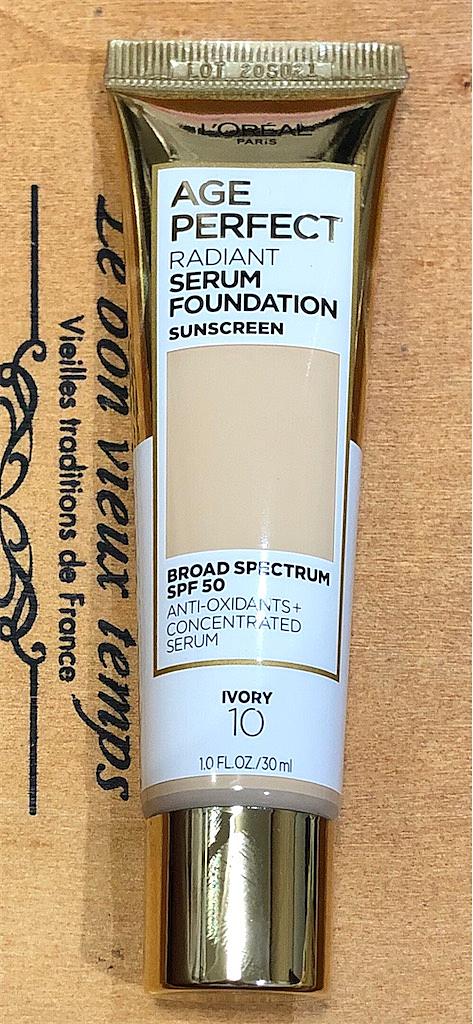 LOT 20S021
L'ORÉAL
PARIS
AGE
PERFECT
RADIANT
SERUM
FOUNDATION
SUNSCREEN
BROAD SPECTRUM
SPF 50
ANTI-OXIDANTS+
CONCENTRATED
SERUM
IVORY
10
1.0 FL.OZ./30 ml
Le bon vieux temps
Vieilles traditions de France